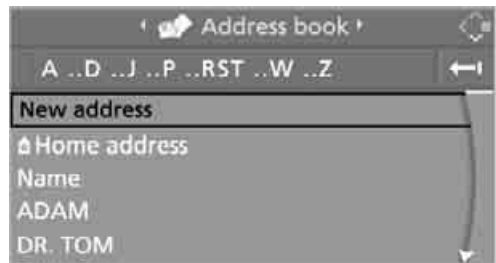 Address book
A ..D ..J ..P ..RST ..W ..Z
New address
Home address
Name
ADAM
DR. TOM